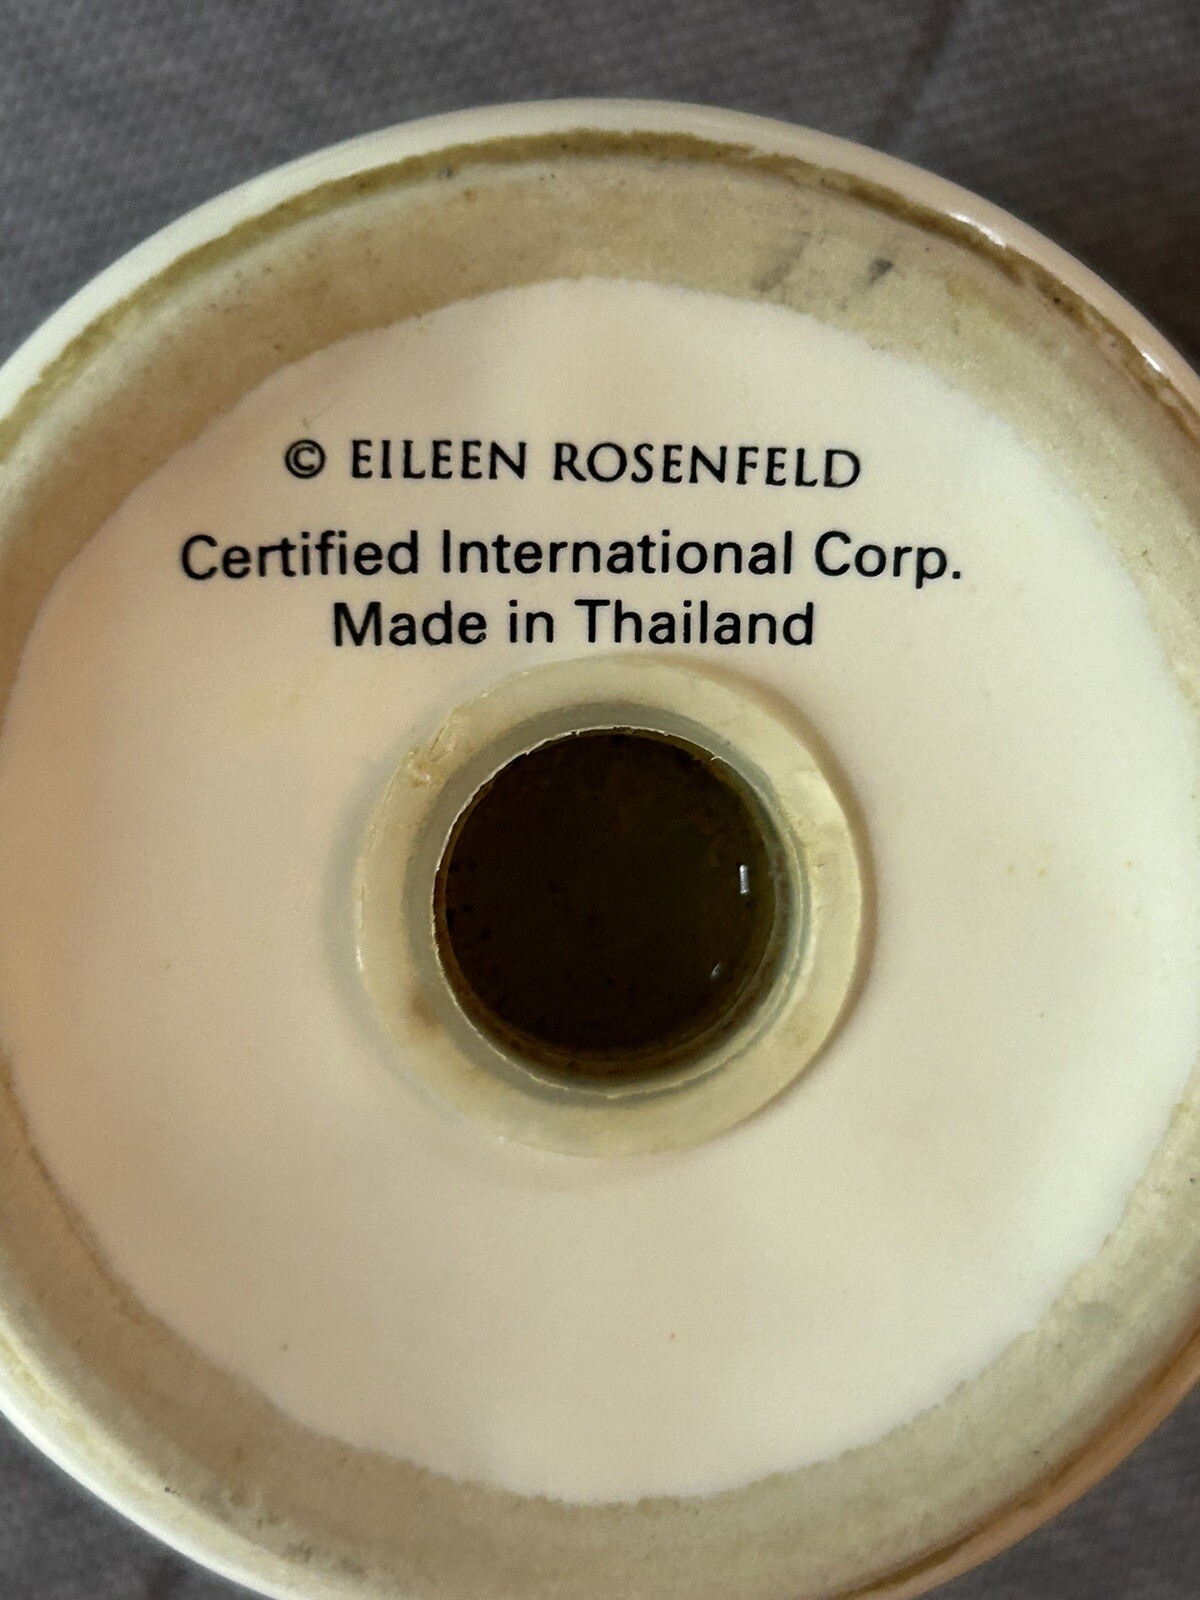 © EILEEN ROSENFELD
Certified International Corp.
Made in Thailand